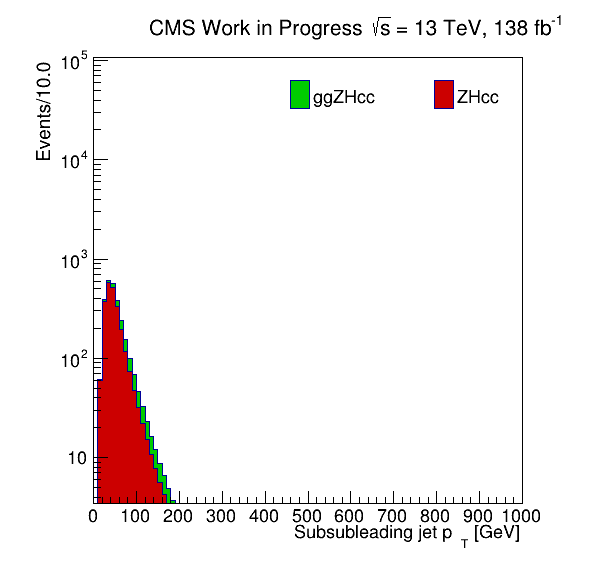 CMS Work in Progress √s = 13 TeV, 138 fb⁻¹
Events/10.0
10⁵
10⁴
10³
10²
10
ggZHcc
ZHcc
0 100 200 300 400 500 600 700 800 900 1000
Subsubleading jet p_T [GeV]